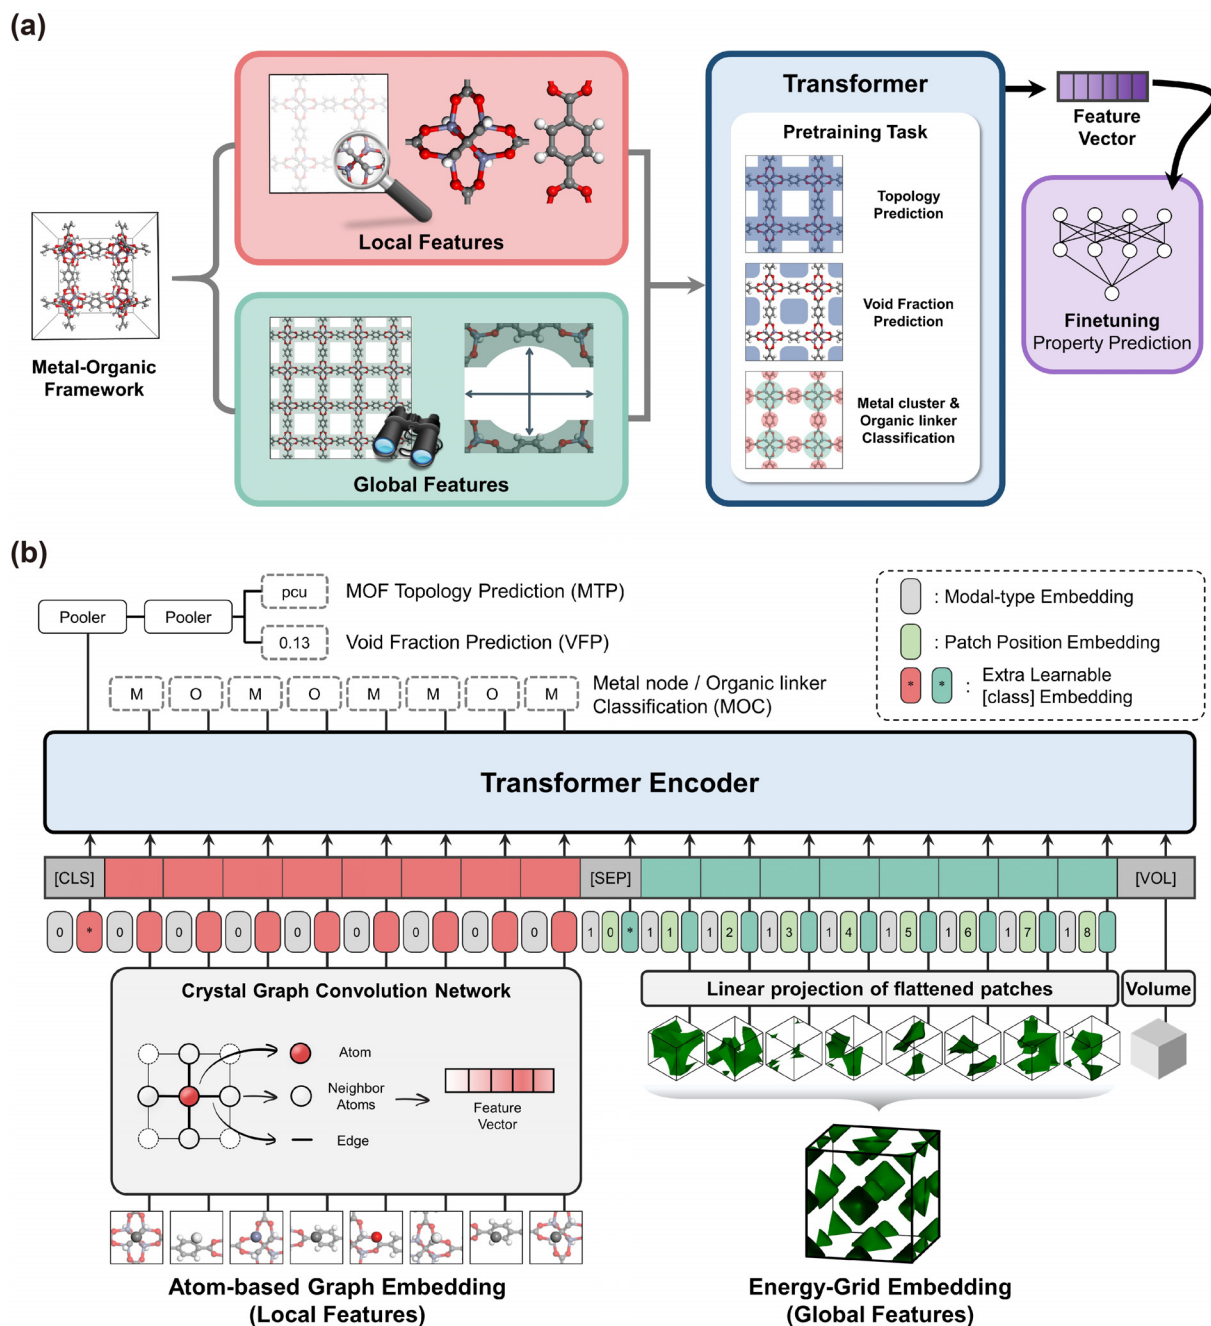 (a)
Local Features
Metal-Organic
Framework
Global Features
Transformer
Pretraining Task
Topology
Prediction
Void Fraction
Prediction
Metal cluster &
Organic linker
Classification
Feature
Vector
Finetuning
Property Prediction
(b)
Pooler
Pooler
pcu
MOF Topology Prediction (MTP)
0.13
Void Fraction Prediction (VFP)
M O M O M M O M
Metal node / Organic linker
Classification (MOC)
: Modal-type Embedding
: Patch Position Embedding
* * : Extra Learnable
[class] Embedding
Transformer Encoder
[CLS] [SEP] [VOL]
0 * 0 0 0 0 0 0 0 0 1 0 * 1 1 1 2 1 3 1 4 1 5 1 6 1 7 1 8
Crystal Graph Convolution Network
Atom
Neighbor
Atoms
Edge
Feature
Vector
Linear projection of flattened patches
Volume
Atom-based Graph Embedding
(Local Features)
Energy-Grid Embedding
(Global Features)